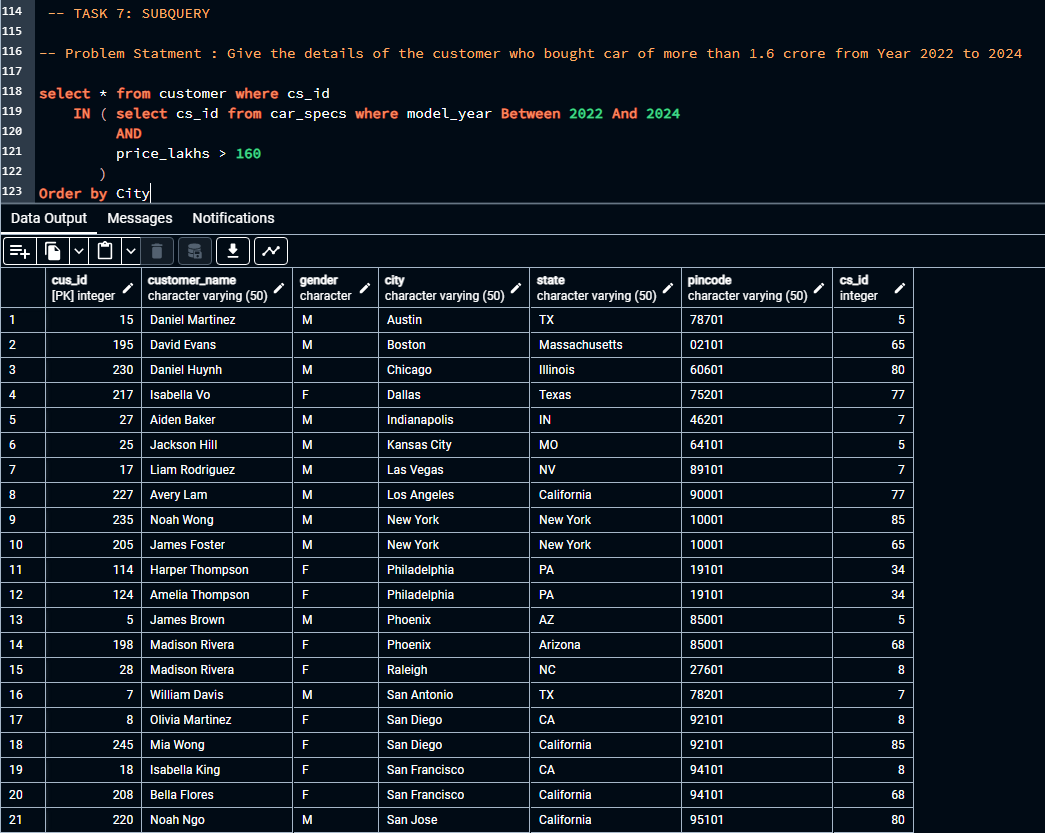 114 -- TASK 7: SUBQUERY
115
116 -- Problem Statment : Give the details of the customer who bought car of more than 1.6 crore from Year 2022 to 2024
117
118 select * from customer where cs_id
119 IN ( select cs_id from car_specs where model_year Between 2022 And 2024
120 AND
121 price_lakhs > 160
122 )
123 Order by City
Data Output Messages Notifications
cus_id customer_name gender city state pincode cs_id
[PK] integer character varying (50) character character varying (50) character varying (50) character varying (50) integer
1 15 Daniel Martinez M Austin TX 78701 5
2 195 David Evans M Boston Massachusetts 02101 65
3 230 Daniel Huynh M Chicago Illinois 60601 80
4 217 Isabella Vo F Dallas Texas 75201 77
5 27 Aiden Baker M Indianapolis IN 46201 7
6 25 Jackson Hill M Kansas City MO 64101 5
7 17 Liam Rodriguez M Las Vegas NV 89101 7
8 227 Avery Lam M Los Angeles California 90001 77
9 235 Noah Wong M New York New York 10001 85
10 205 James Foster M New York New York 10001 65
11 114 Harper Thompson F Philadelphia PA 19101 34
12 124 Amelia Thompson F Philadelphia PA 19101 34
13 5 James Brown M Phoenix AZ 85001 5
14 198 Madison Rivera F Phoenix Arizona 85001 68
15 28 Madison Rivera F Raleigh NC 27601 8
16 7 William Davis M San Antonio TX 78201 7
17 8 Olivia Martinez F San Diego CA 92101 8
18 245 Mia Wong F San Diego California 92101 85
19 18 Isabella King F San Francisco CA 94101 8
20 208 Bella Flores F San Francisco California 94101 68
21 220 Noah Ngo M San Jose California 95101 80